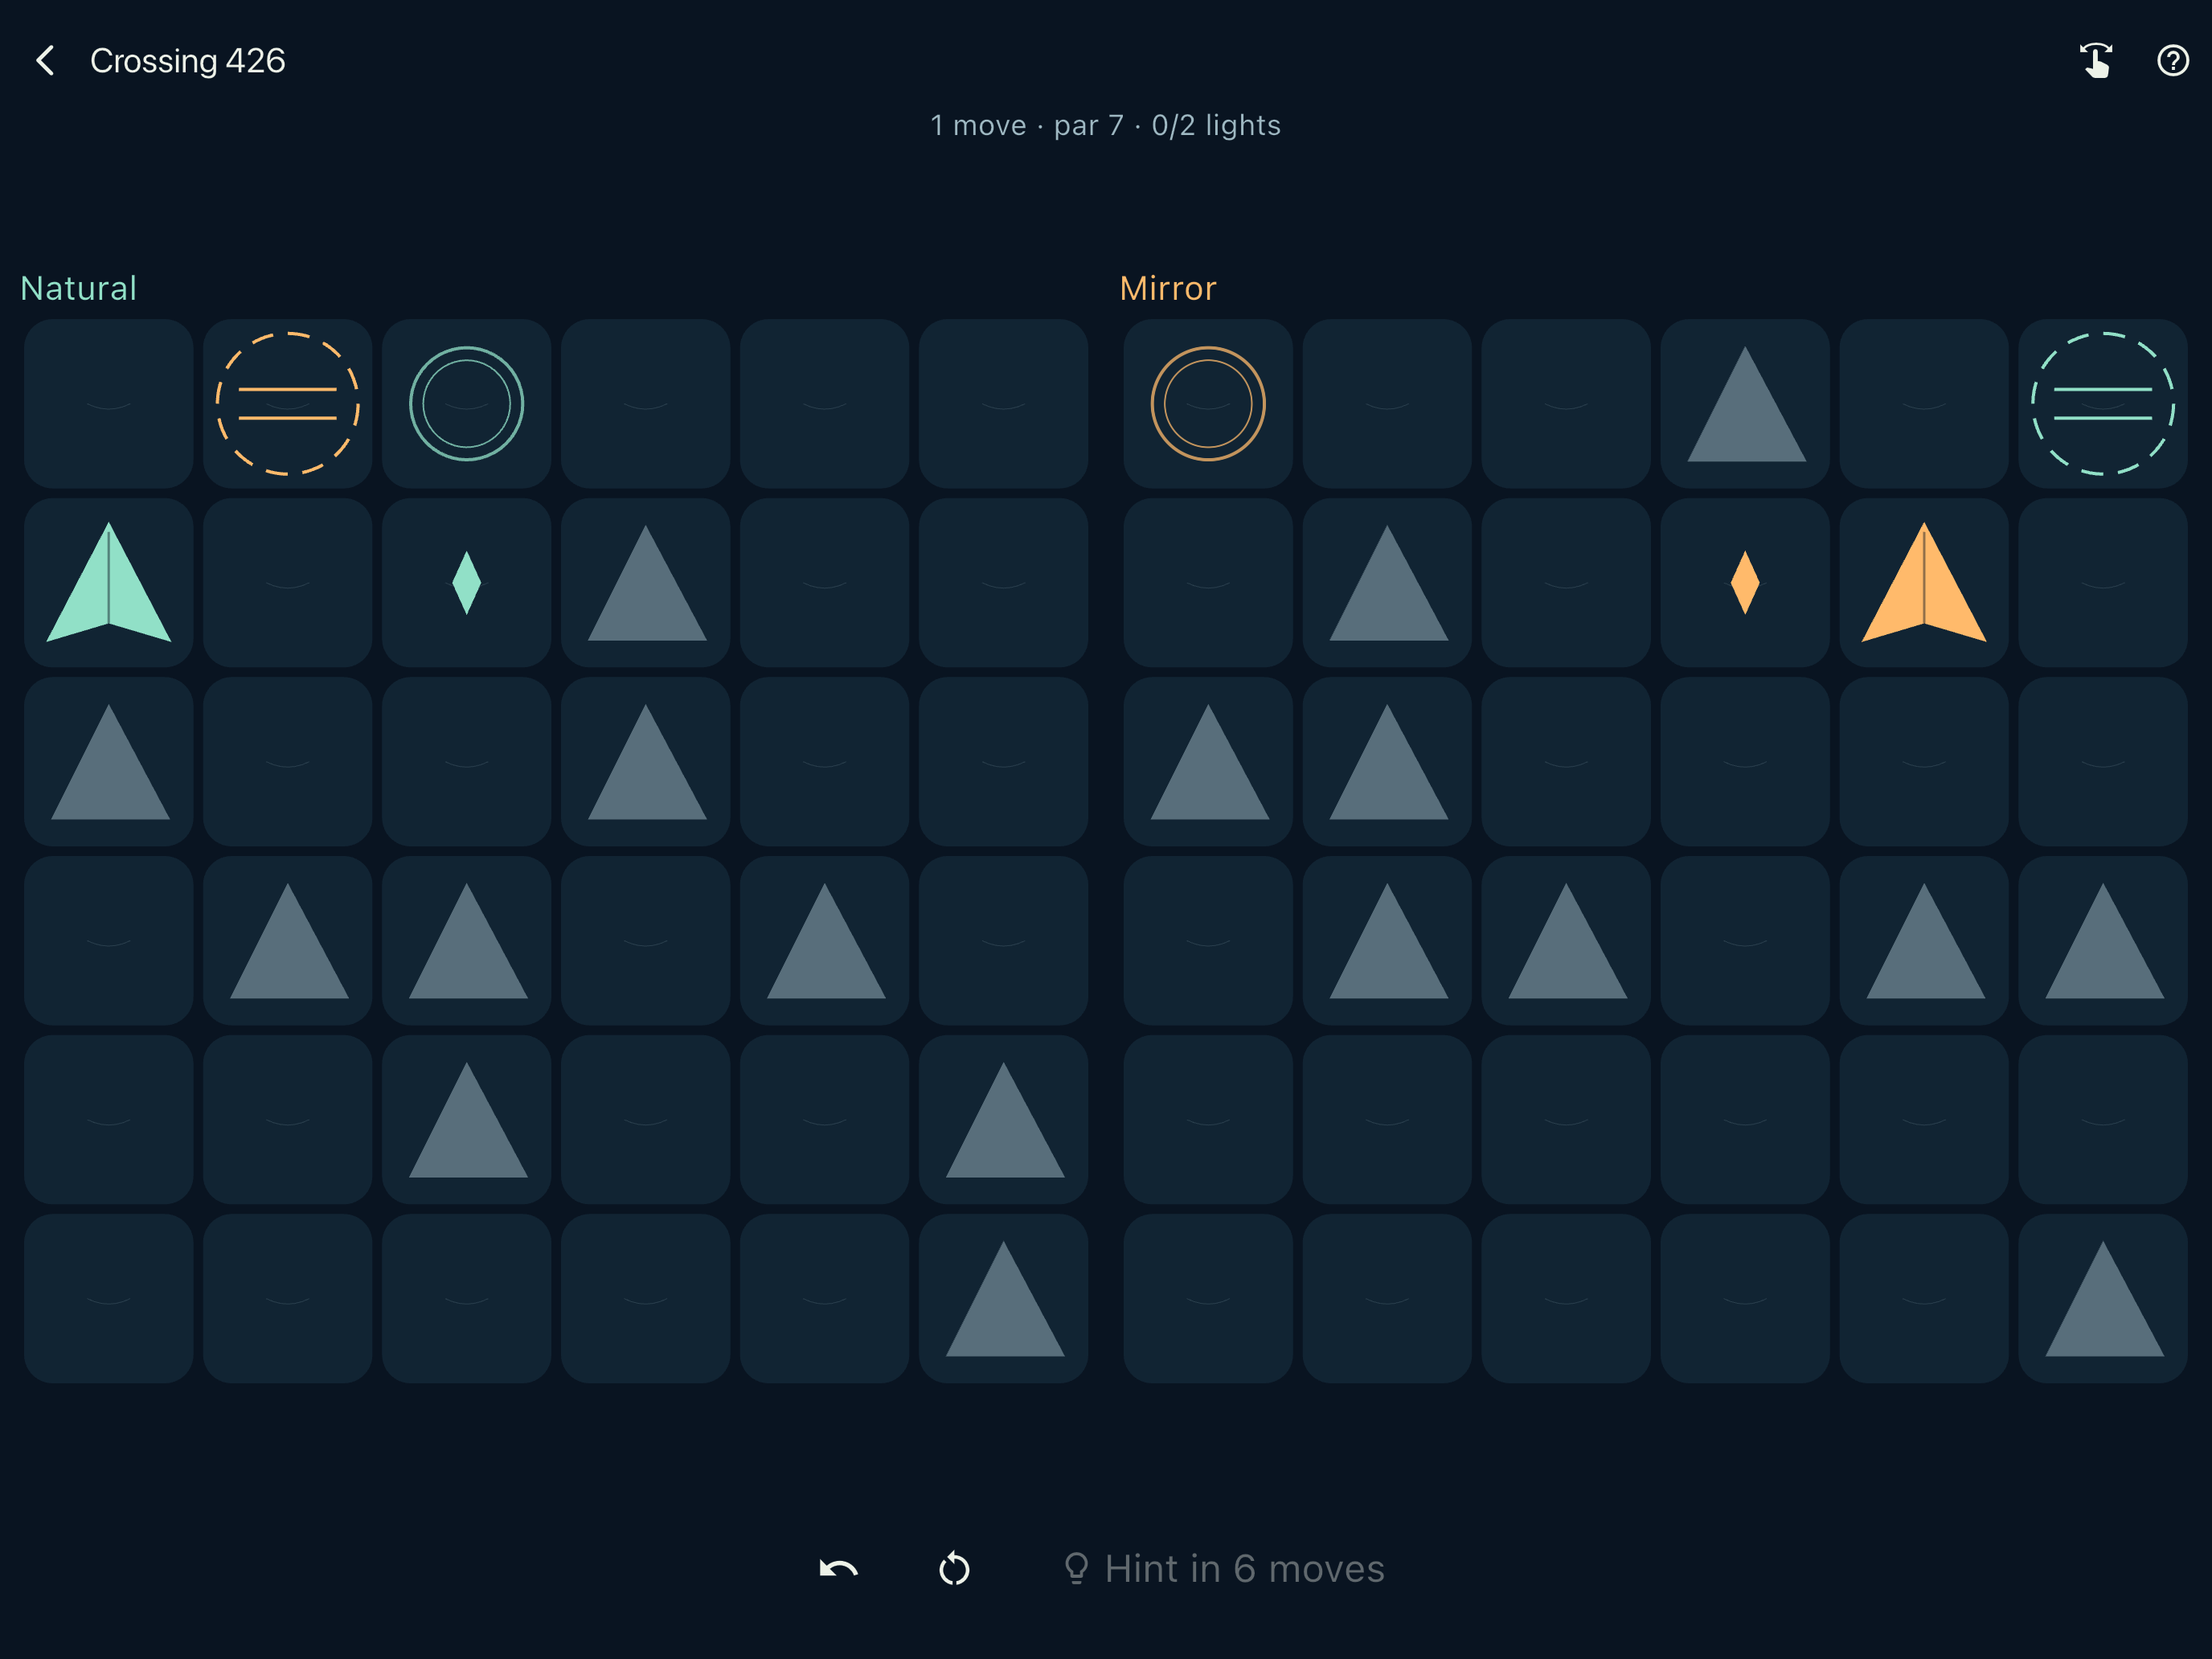 Crossing 426
1 move · par 7 · 0/2 lights
Natural
Mirror
Hint in 6 moves